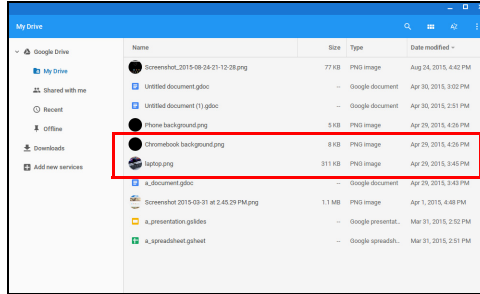 My Drive
Name Size Type Date modified
Google Drive
My Drive
Shared with me
Recent
Offline
Downloads
Add new services
Screenshot_2015-08-24-21-12-28.png 77 KB PNG image Aug 24, 2015, 4:42 PM
Untitled document.gdoc -- Google document Apr 30, 2015, 3:02 PM
Untitled document (1).gdoc -- Google document Apr 30, 2015, 2:51 PM
Phone background.png 5 KB PNG image Apr 29, 2015, 4:26 PM
Chromebook background.png 8 KB PNG image Apr 29, 2015, 4:26 PM
laptop.png 311 KB PNG image Apr 29, 2015, 3:45 PM
a_document.gdoc -- Google document Apr 29, 2015, 3:43 PM
Screenshot 2015-03-31 at 2.45.29 PM.png 1.1 MB PNG image Apr 1, 2015, 4:48 PM
a_presentation.gslides -- Google presentat... Mar 31, 2015, 2:52 PM
a_spreadsheet.gsheet -- Google spreadsh... Mar 31, 2015, 2:51 PM